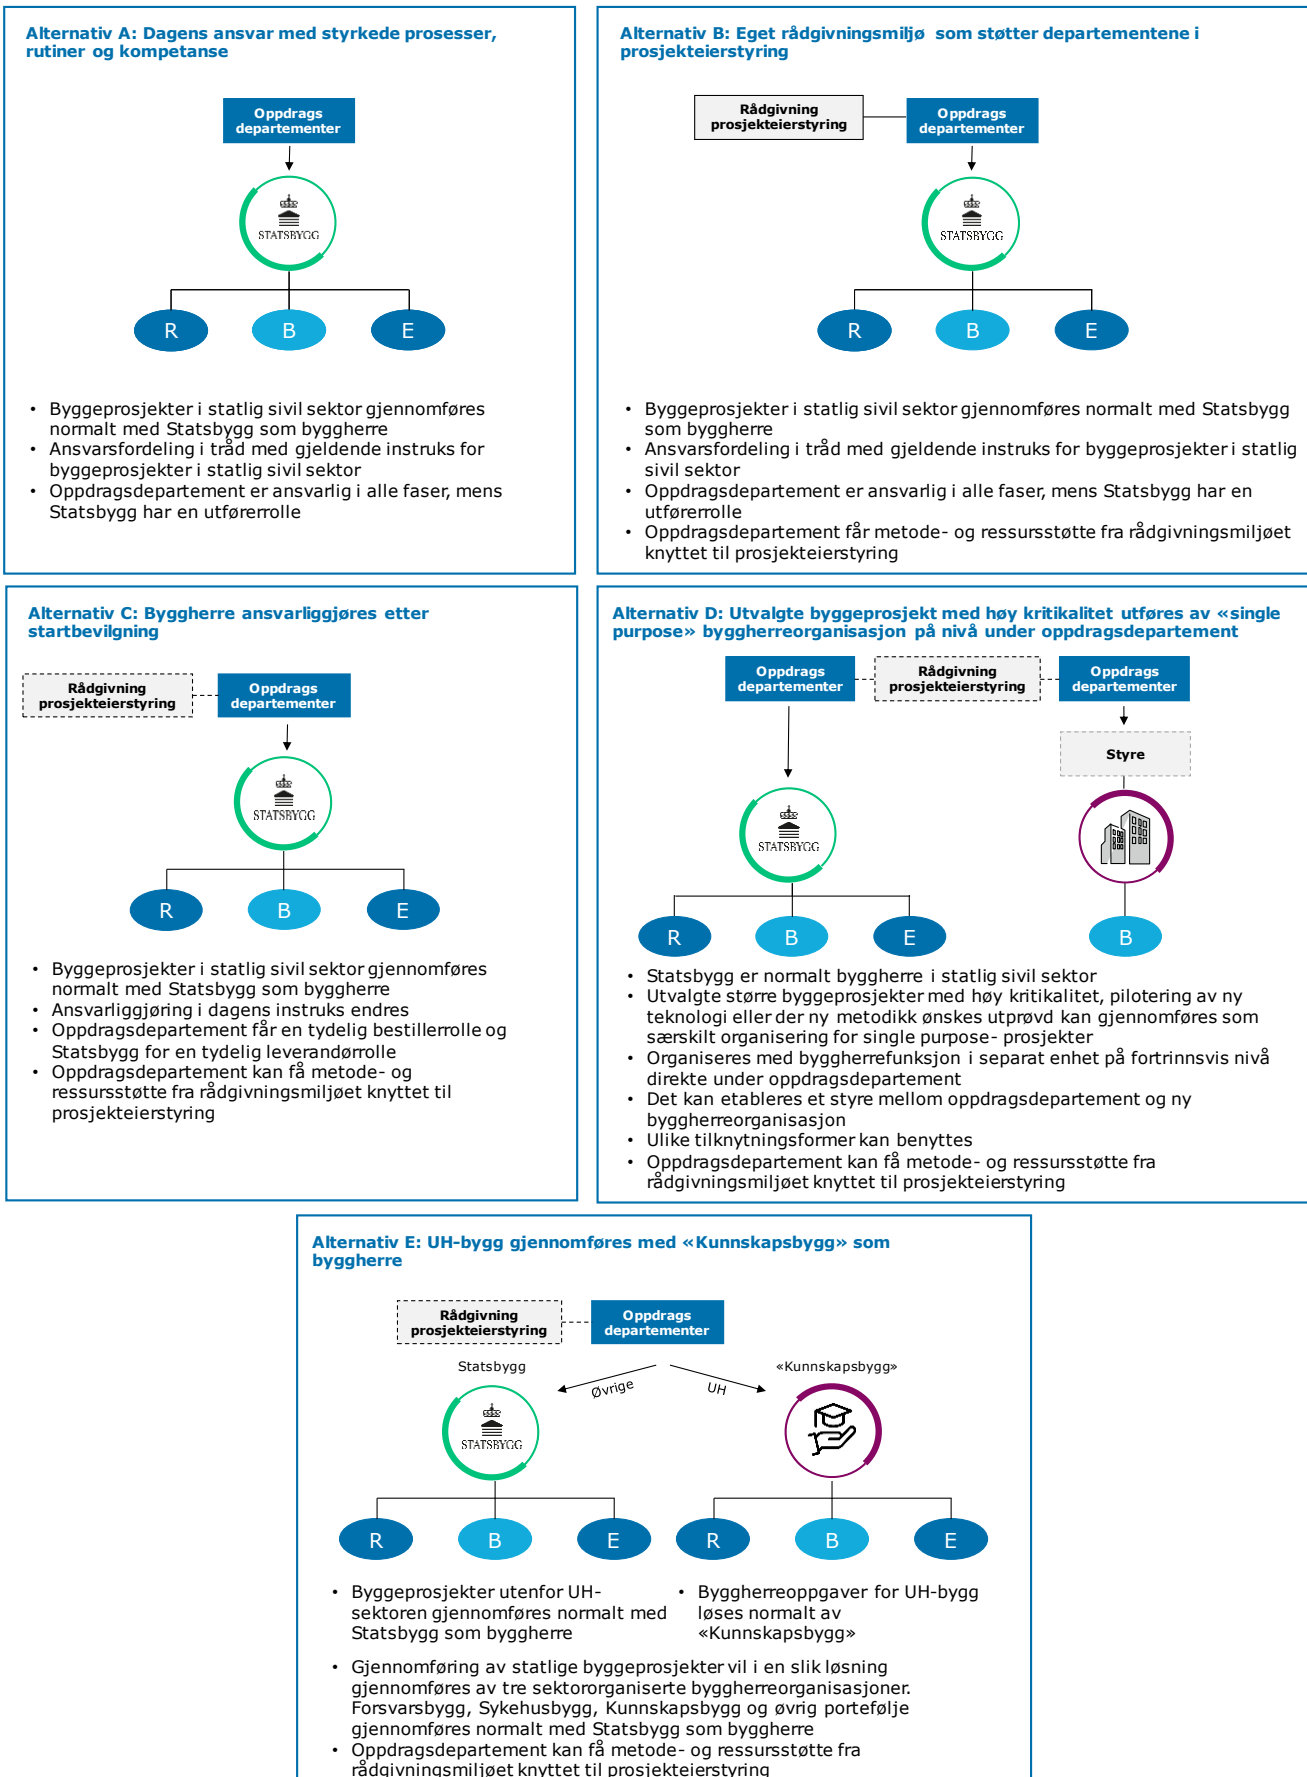 Alternativ A: Dagens ansvar med styrkede prosesser,
rutiner og kompetanse
Oppdrags
departementer
STATSBYGG
R
B
E
• Byggeprosjekter i statlig sivil sektor gjennomføres
normalt med Statsbygg som byggherre
• Ansvarsfordeling i tråd med gjeldende instruks for
byggeprosjekter i statlig sivil sektor
• Oppdragsdepartement er ansvarlig i alle faser, mens
Statsbygg har en utførerrolle
Alternativ B: Eget rådgivningsmiljø som støtter departementene i
prosjekteierstyring
Rådgivning
prosjekteierstyring
Oppdrags
departementer
STATSBYGG
R
B
E
• Byggeprosjekter i statlig sivil sektor gjennomføres normalt med Statsbygg
som byggherre
• Ansvarsfordeling i tråd med gjeldende instruks for byggeprosjekter i statlig
sivil sektor
• Oppdragsdepartement er ansvarlig i alle faser, mens Statsbygg har en
utførerrolle
• Oppdragsdepartement får metode- og ressursstøtte fra rådgivningsmiljøet
knyttet til prosjekteierstyring
Alternativ C: Byggherre ansvarliggjøres etter
startbevilgning
Rådgivning
prosjekteierstyring
Oppdrags
departementer
STATSBYGG
R
B
E
• Byggeprosjekter i statlig sivil sektor gjennomføres
normalt med Statsbygg som byggherre
• Ansvarliggjøring i dagens instruks endres
• Oppdragsdepartement får en tydelig bestillerrolle og
Statsbygg for en tydelig leverandørrolle
• Oppdragsdepartement kan få metode- og
ressursstøtte fra rådgivningsmiljøet knyttet til
prosjekteierstyring
Alternativ D: Utvalgte byggeprosjekt med høy kritikalitet utføres av «single
purpose» byggherreorganisasjon på nivå under oppdragsdepartement
Oppdrags
departementer
Rådgivning
prosjekteierstyring
Oppdrags
departementer
Styre
STATSBYGG
R
B
E
B
• Statsbygg er normalt byggherre i statlig sivil sektor
• Utvalgte større byggeprosjekter med høy kritikalitet, pilotering av ny
teknologi eller der ny metodikk ønskes utprøvd kan gjennomføres som
særskilt organisering for single purpose- prosjekter
• Organiseres med byggherrefunksjon i separat enhet på fortrinnsvis nivå
direkte under oppdragsdepartement
• Det kan etableres et styre mellom oppdragsdepartement og ny
byggherreorganisasjon
• Ulike tilknytningsformer kan benyttes
• Oppdragsdepartement kan få metode- og ressursstøtte fra
rådgivningsmiljøet knyttet til prosjekteierstyring
Alternativ E: UH-bygg gjennomføres med «Kunnskapsbygg» som
byggherre
Rådgivning
prosjekteierstyring
Oppdrags
departementer
Statsbygg
Øvrige
UH
«Kunnskapsbygg»
STATSBYGG
R
B
E
R
B
E
• Byggeprosjekter utenfor UH-
sektoren gjennomføres normalt med
Statsbygg som byggherre
• Byggherreoppgaver for UH-bygg
løses normalt av
«Kunnskapsbygg»
• Gjennomføring av statlige byggeprosjekter vil i en slik løsning
gjennomføres av tre sektororganiserte byggherreorganisasjoner.
Forsvarsbygg, Sykehusbygg, Kunnskapsbygg og øvrig portefølje
gjennomføres normalt med Statsbygg som byggherre
• Oppdragsdepartement kan få metode- og ressursstøtte fra
rådgivningsmiljøet knyttet til prosjekteierstyring